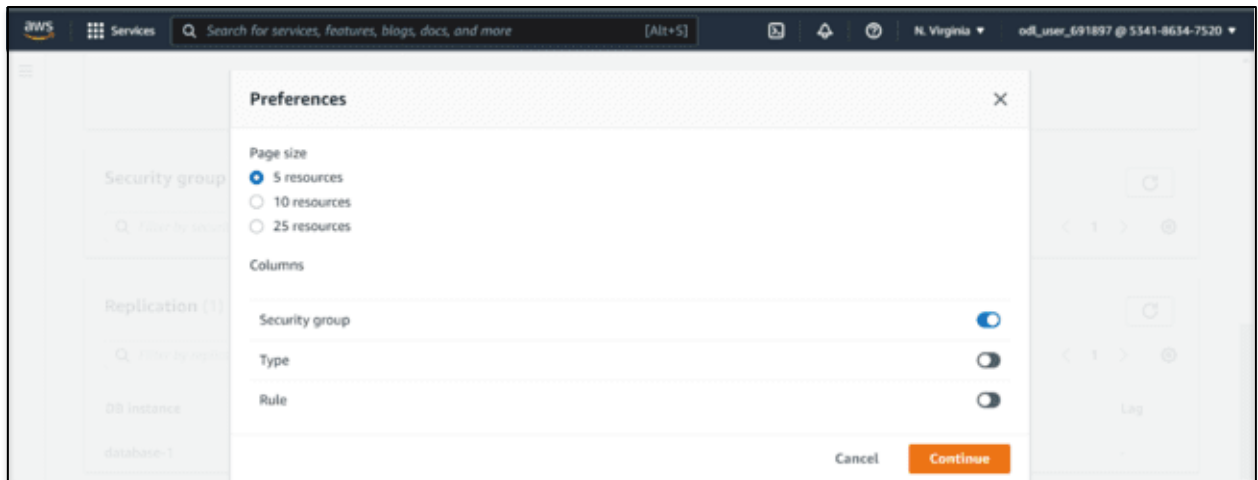 aws Services Search for services, features, blogs, docs, and more [Alt+S] N. Virginia odl_user_691897 @ 5341-8634-7520
Preferences
Page size
5 resources
Security group
10 resources
25 resources
1
Columns
Replication (1)
Security group
Type
1
Rule
DB instance
Lag
database-1
Cancel Continue